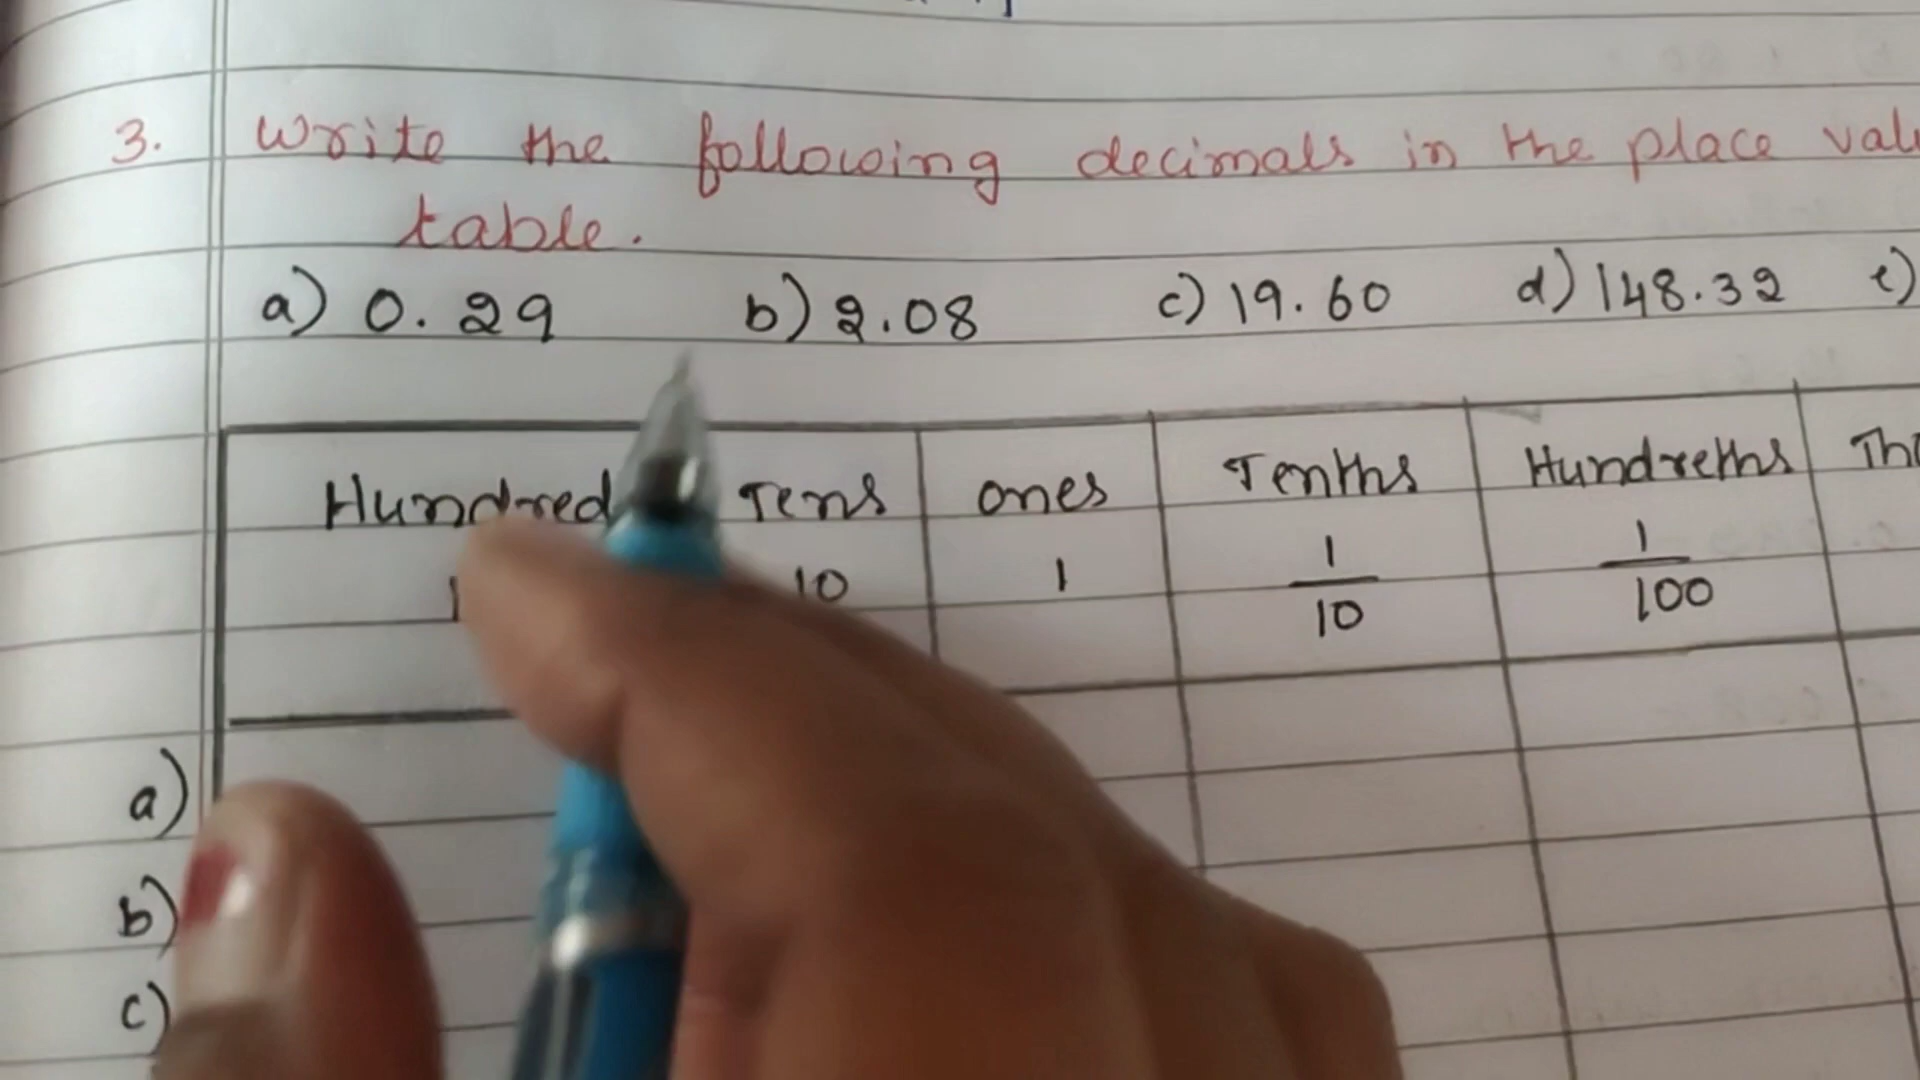 3. Write the following decimals in the place
table.
a) 0.29 b) 2.08 c) 19.60 d) 148.32 e)
Hundred Tens ones Tenths Hundreths
10 1 1/10 1/100
a)
b)
c)